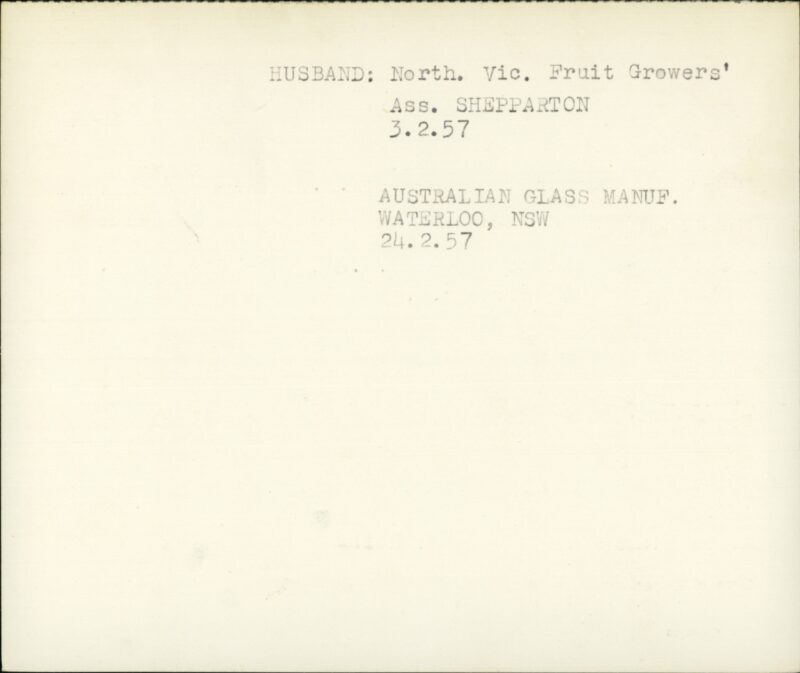 HUSBAND: North. Vic. Fruit Growers'
Ass. SHEPPARTON
3.2.57
AUSTRALIAN GLASS MANUF.
WATERLOO, NSW
24.2.57